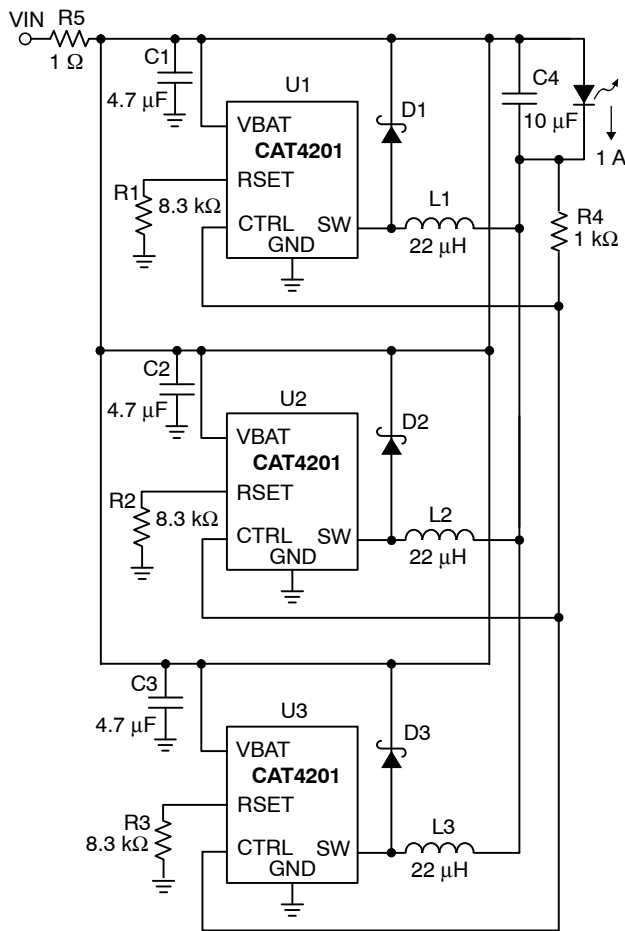 VIN
R5
1 Ω
C1
4.7 μF
U1
VBAT
CAT4201
RSET
CTRL
SW
GND
R1
8.3 kΩ
D1
L1
22 μH
C4
10 μF
1 A
R4
1 kΩ
C2
4.7 μF
U2
VBAT
CAT4201
RSET
CTRL
SW
GND
R2
8.3 kΩ
D2
L2
22 μH
C3
4.7 μF
U3
VBAT
CAT4201
RSET
CTRL
SW
GND
R3
8.3 kΩ
D3
L3
22 μH